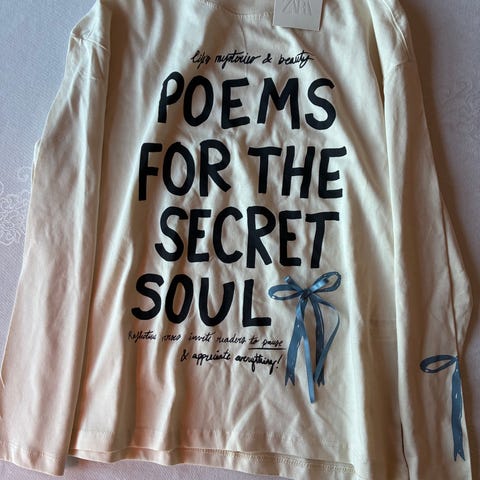 ZARA
life mysteries & beauty
POEMS
FOR THE
SECRET
SOUL
Reflective verses invite readers to pause
& appreciate everything!